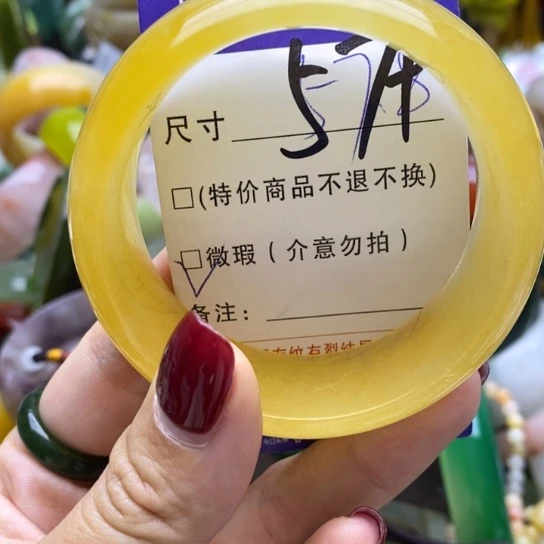 尺寸 57
□(特价商品不退不换)
□微瑕(介意勿拍)
备注: